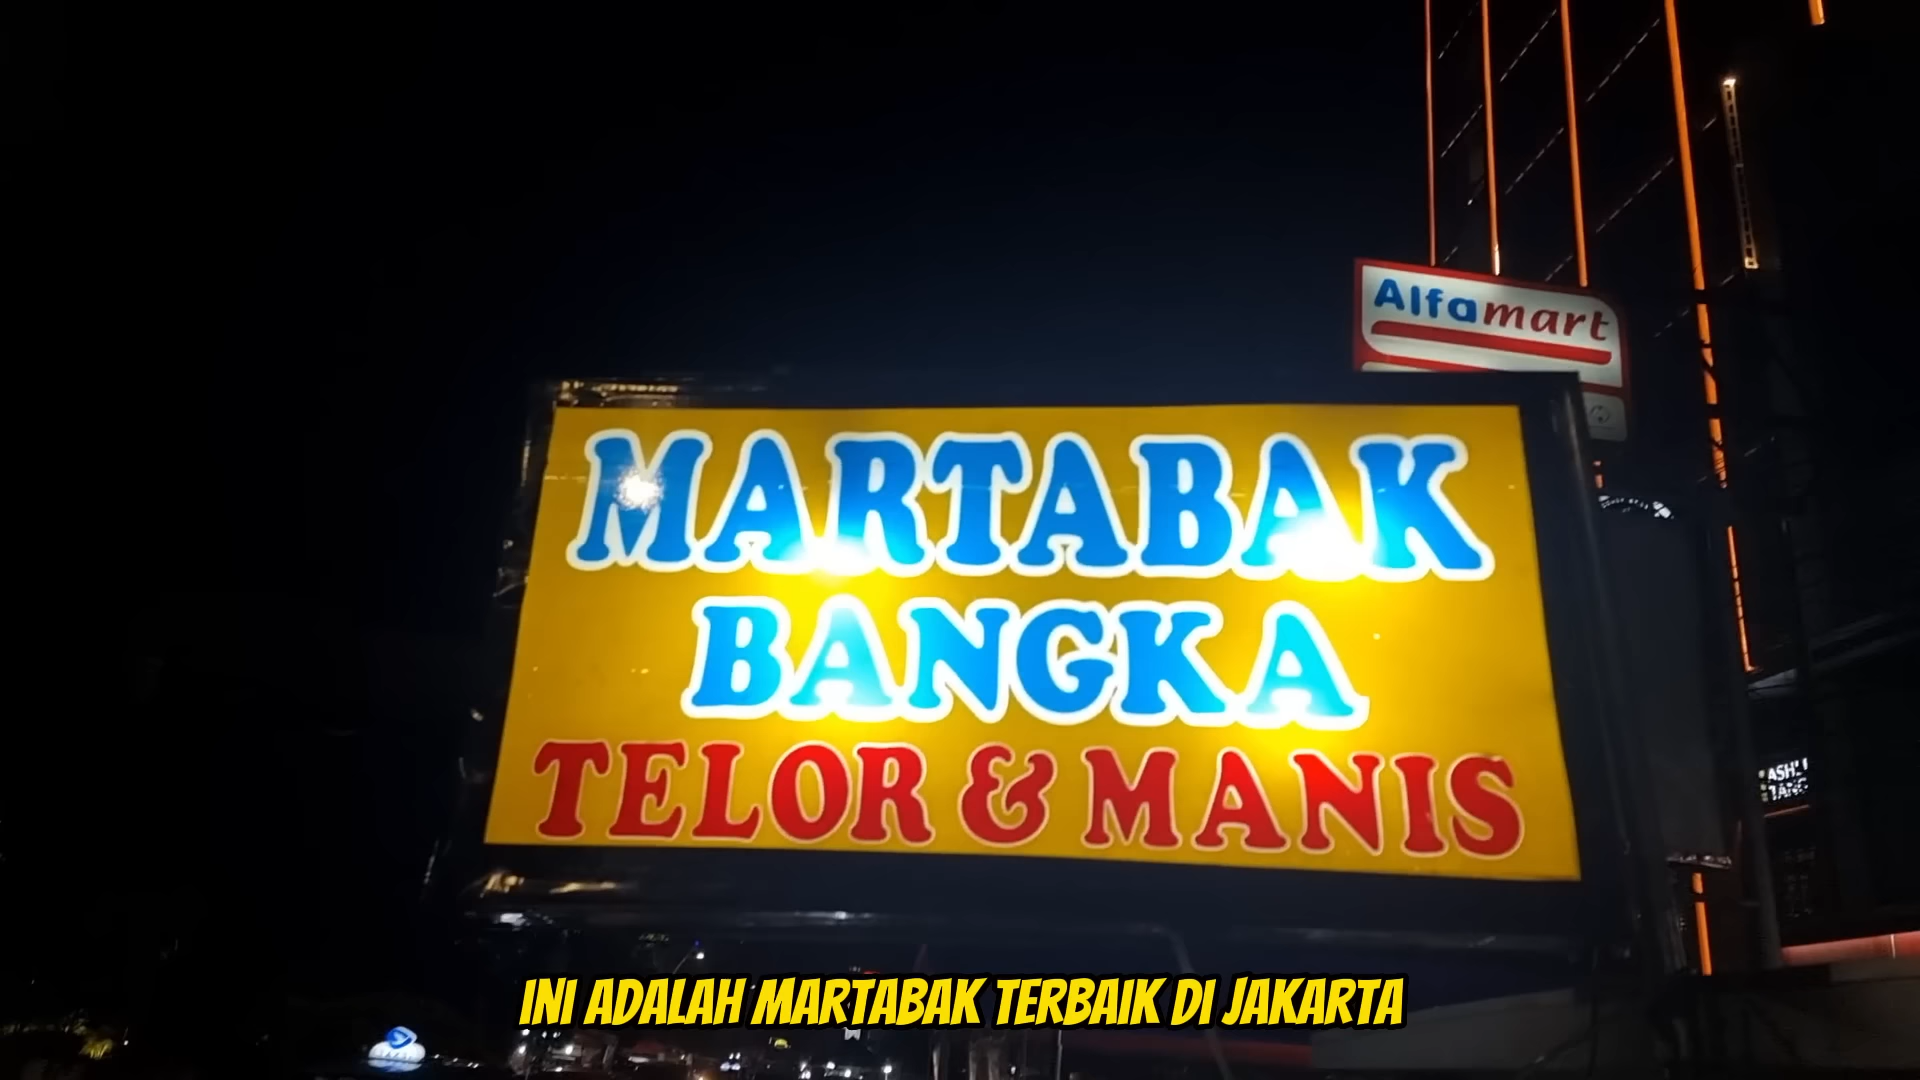 Alfamart
MARTABAK
BANGKA
TELOR & MANIS
INI ADALAH MARTABAK TERBAIK DI JAKARTA